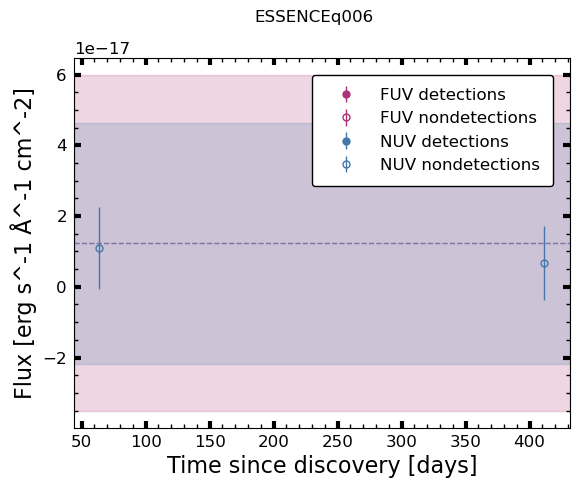 ESSENCEq006
1e−17
6
4
2
0
−2
FUV detections
FUV nondetections
NUV detections
NUV nondetections
Flux [erg s^-1 Å^-1 cm^-2]
50 100 150 200 250 300 350 400
Time since discovery [days]